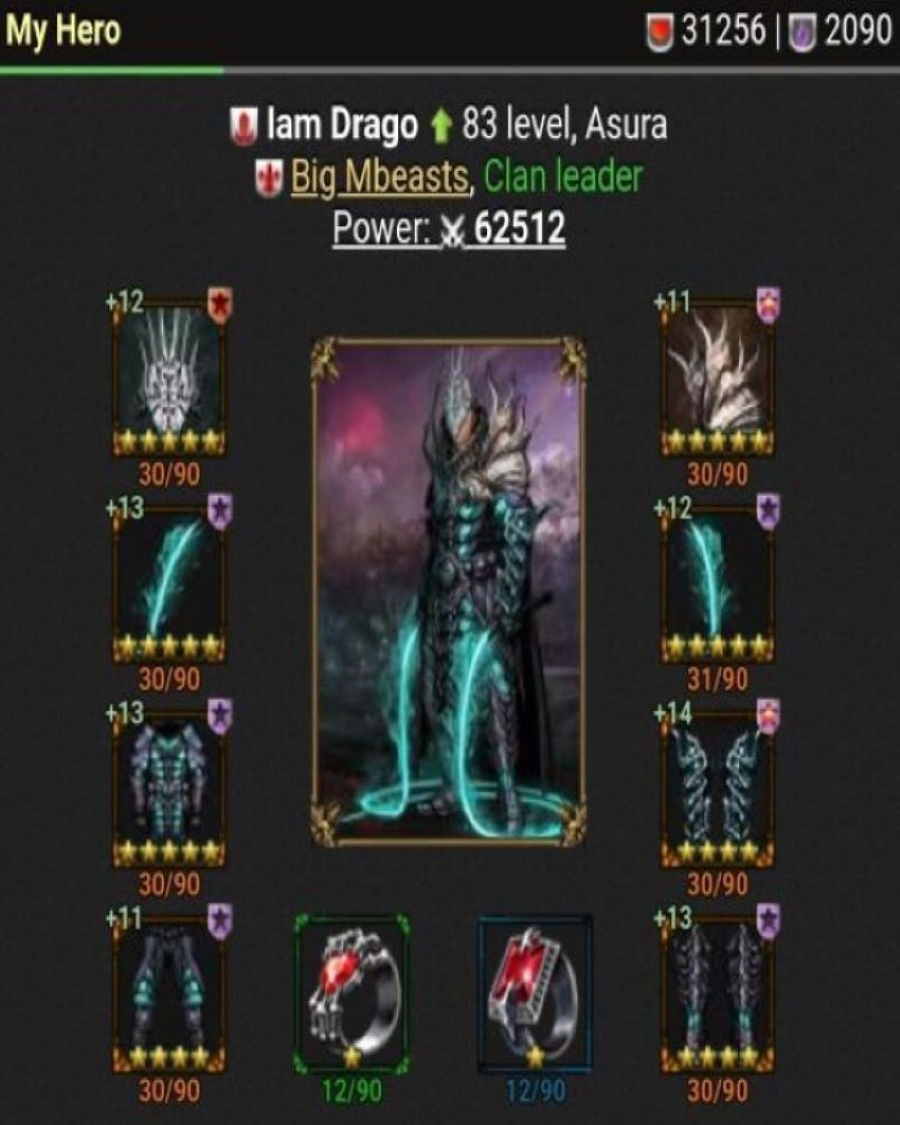 My Hero 31256 | 2090
Iam Drago 83 level, Asura
Big Mbeasts, Clan leader
Power: 62512
+12 +11
30/90 30/90
+13 +12
30/90 31/90
+13 +14
30/90 30/90
+11 +13
30/90 12/90 12/90 30/90